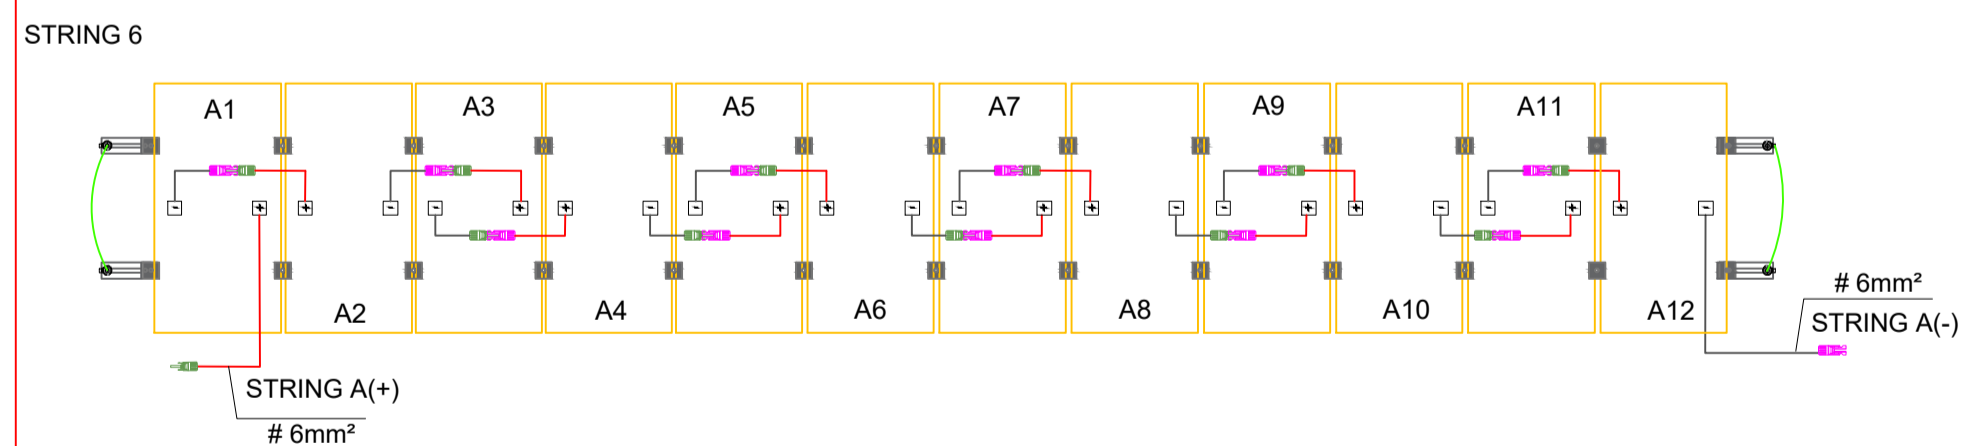 STRING 6
A1
A3
A5
A7
A9
A11
- + + - - + + - - + + - - + + - - + + - - + + -
A2
A4
A6
A8
A10
A12
# 6mm²
STRING A(-)
STRING A(+)
# 6mm²